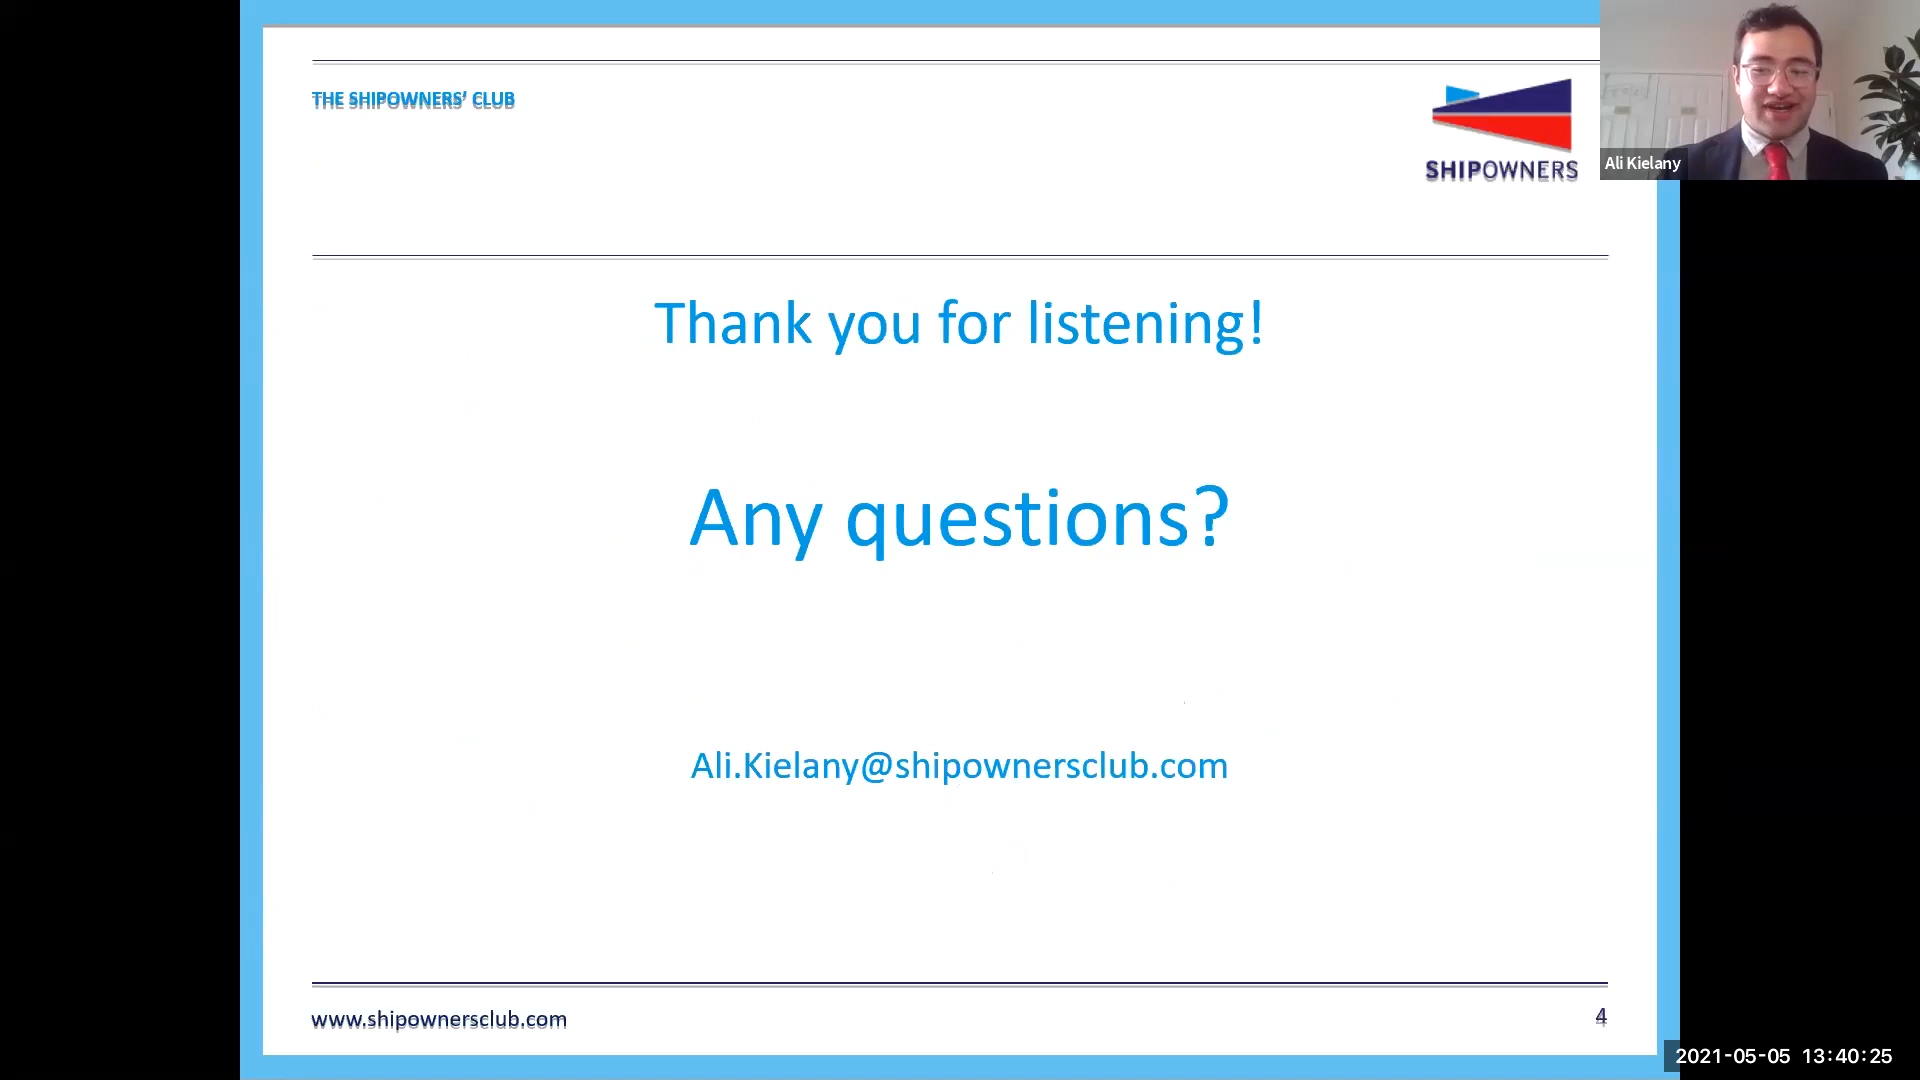 THE SHIPOWNERS' CLUB
SHIPOWNERS
Ali Kielany
Thank you for listening!
Any questions?
Ali.Kielany@shipownersclub.com
www.shipownersclub.com
4
2021-05-05 13:40:25